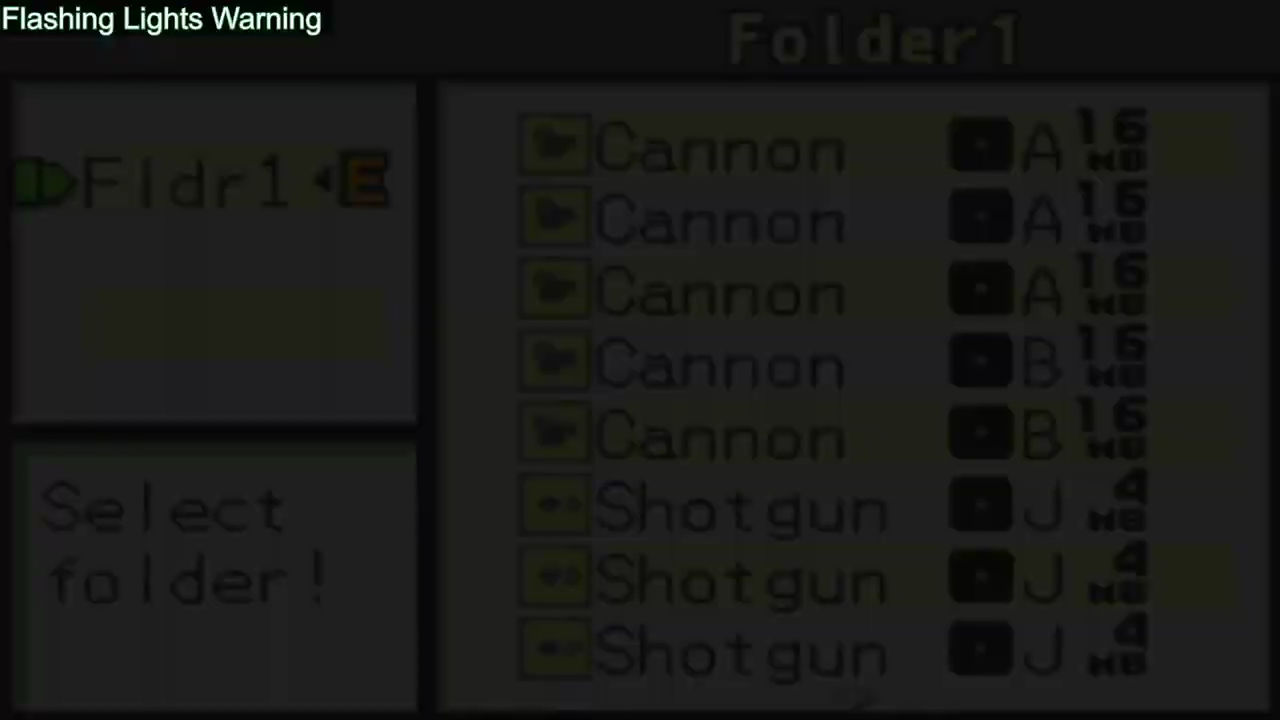 Flashing Lights Warning
Folder1
Fldr1 E
Cannon A 16 MB
Cannon A 16 MB
Cannon A 16 MB
Cannon B 16 MB
Cannon B 16 MB
Shotgun J 4 MB
Shotgun J 4 MB
Shotgun J 4 MB
Select
folder!